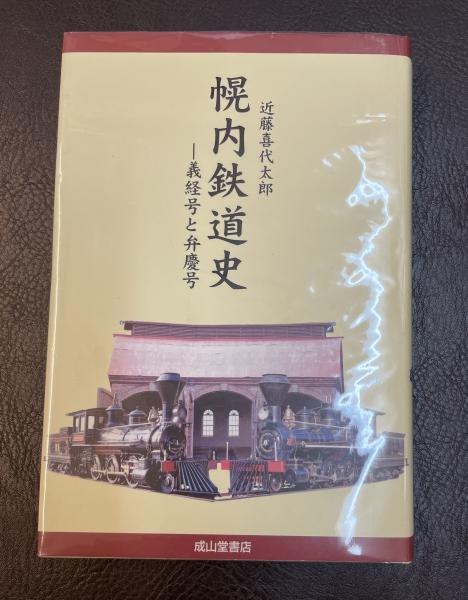 近藤喜代太郎
幌内鉄道史
―義経号と弁慶号
成山堂書店